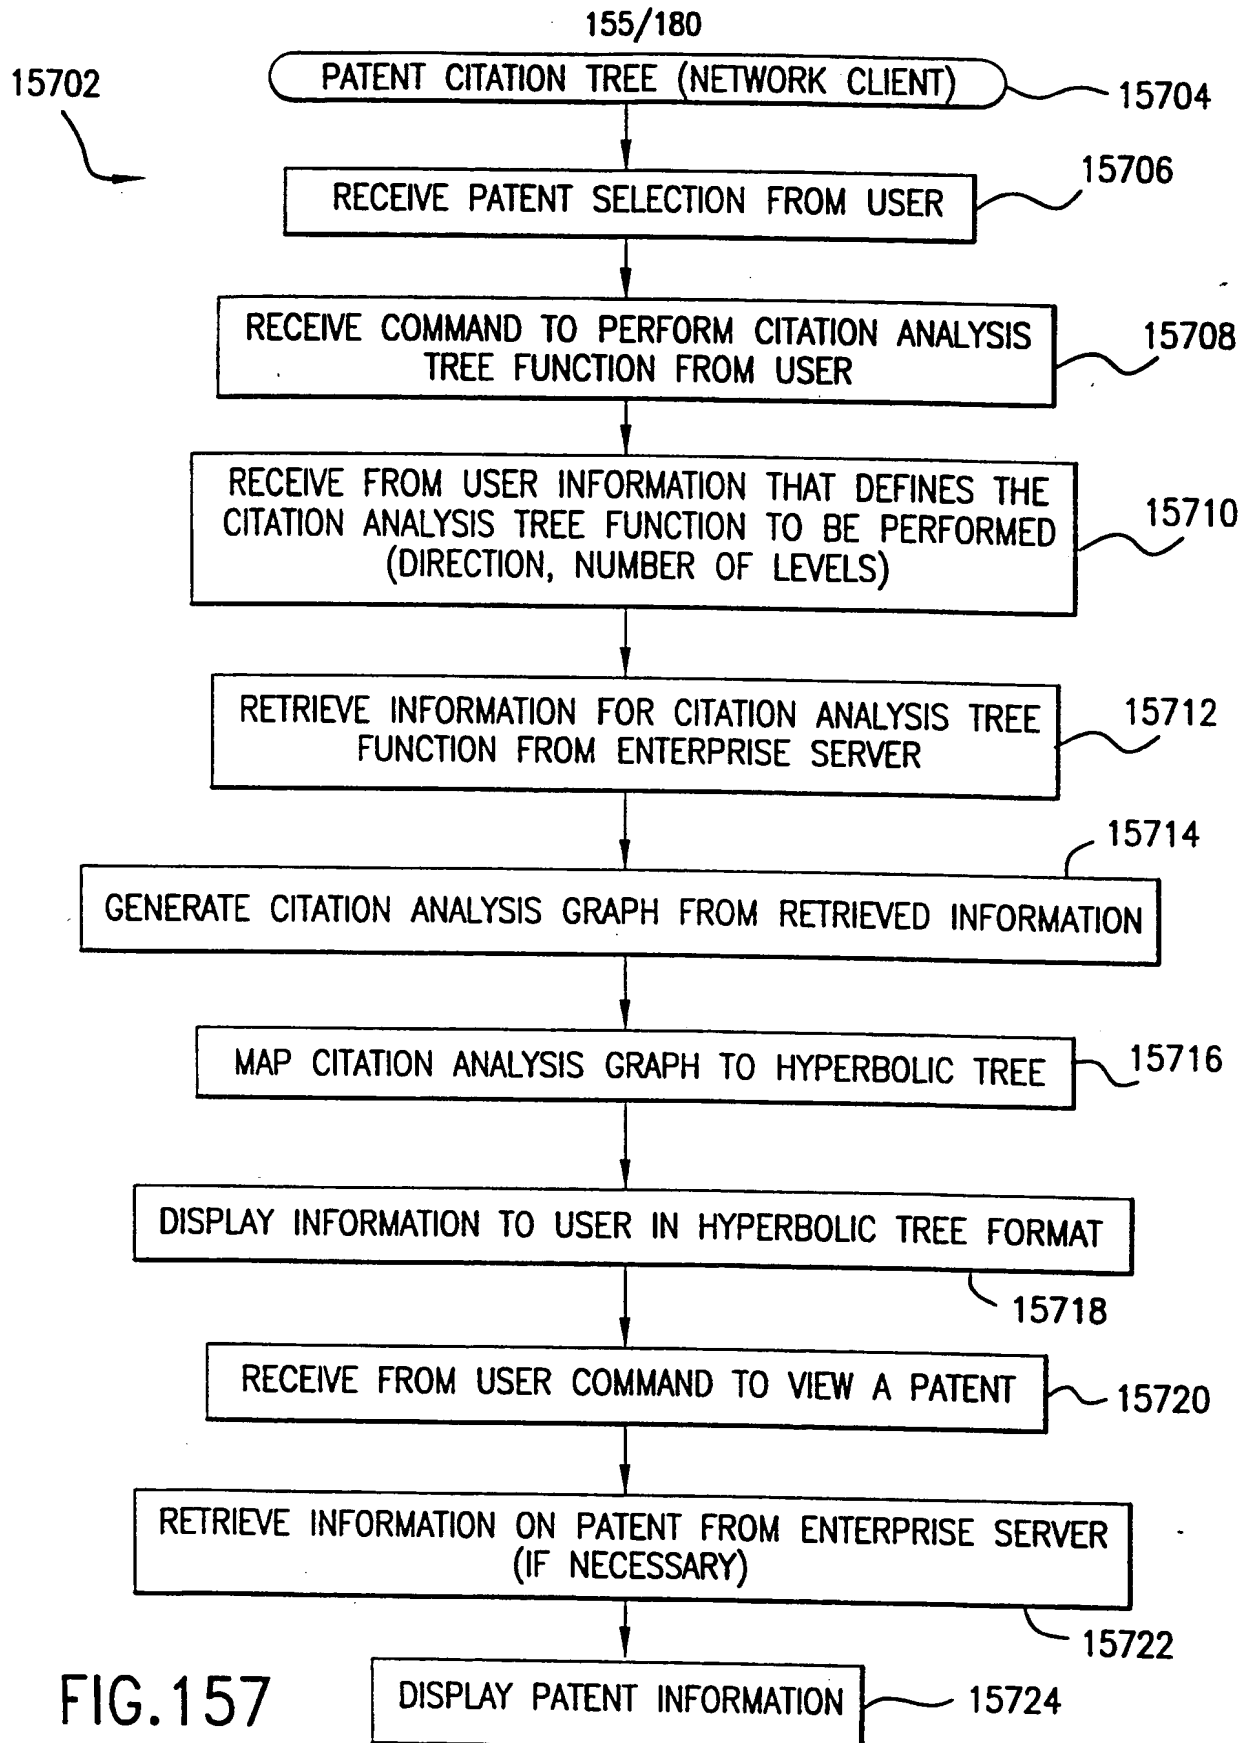 155/180
15702
PATENT CITATION TREE (NETWORK CLIENT)
15704
RECEIVE PATENT SELECTION FROM USER
15706
RECEIVE COMMAND TO PERFORM CITATION ANALYSIS
TREE FUNCTION FROM USER
15708
RECEIVE FROM USER INFORMATION THAT DEFINES THE
CITATION ANALYSIS TREE FUNCTION TO BE PERFORMED
(DIRECTION, NUMBER OF LEVELS)
15710
RETRIEVE INFORMATION FOR CITATION ANALYSIS TREE
FUNCTION FROM ENTERPRISE SERVER
15712
15714
GENERATE CITATION ANALYSIS GRAPH FROM RETRIEVED INFORMATION
MAP CITATION ANALYSIS GRAPH TO HYPERBOLIC TREE
15716
DISPLAY INFORMATION TO USER IN HYPERBOLIC TREE FORMAT
15718
RECEIVE FROM USER COMMAND TO VIEW A PATENT
15720
RETRIEVE INFORMATION ON PATENT FROM ENTERPRISE SERVER
(IF NECESSARY)
15722
DISPLAY PATENT INFORMATION
15724
FIG.157